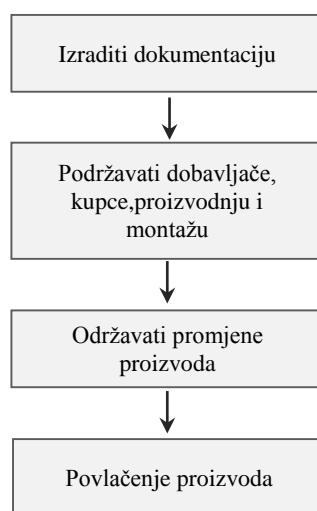 Izraditi dokumentaciju
Podržavati dobavljače,
kupce,proizvodnju i
montažu
Održavati promjene
proizvoda
Povlačenje proizvoda